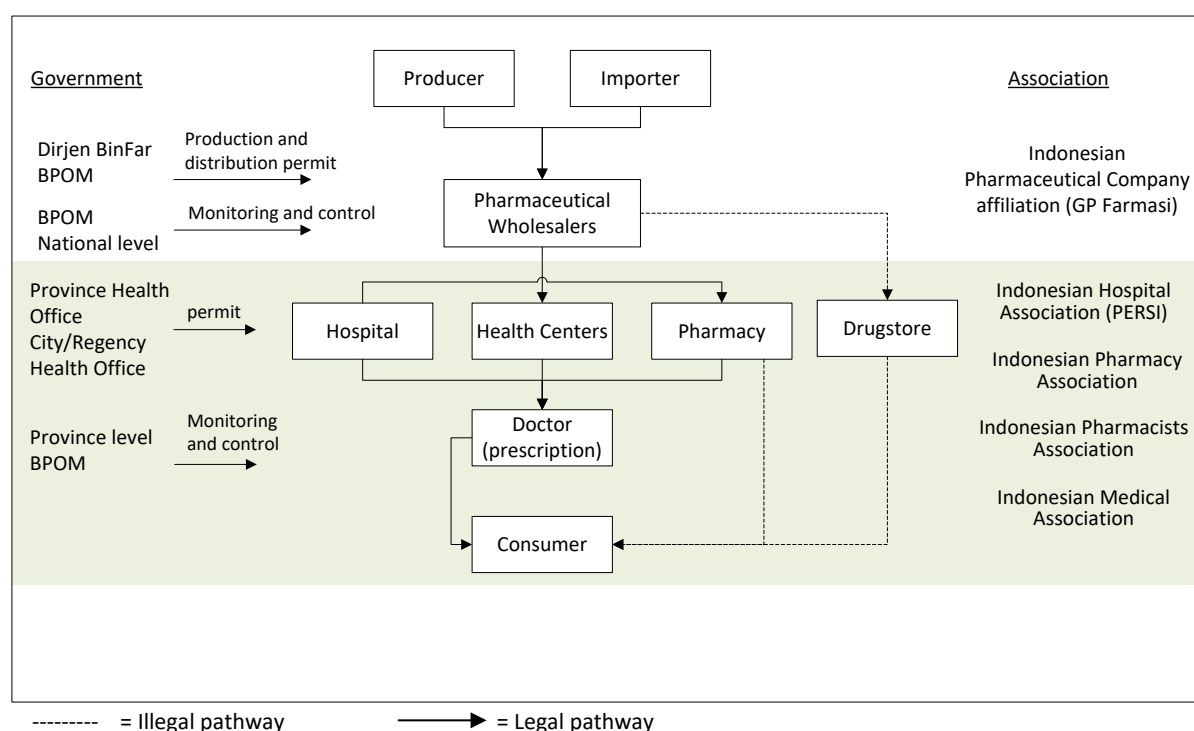 Government
Producer
Importer
Association
Dirjen BinFar
BPOM
Production and
distribution permit
Indonesian
Pharmaceutical Company
affiliation (GP Farmasi)
BPOM
National level
Monitoring and control
Pharmaceutical
Wholesalers
Province Health
Office
City/Regency
Health Office
permit
Hospital
Health Centers
Pharmacy
Drugstore
Indonesian Hospital
Association (PERSI)
Indonesian Pharmacy
Association
Province level
BPOM
Monitoring
and control
Doctor
(prescription)
Indonesian Pharmacists
Association
Indonesian Medical
Association
Consumer
--------- = Illegal pathway
= Legal pathway